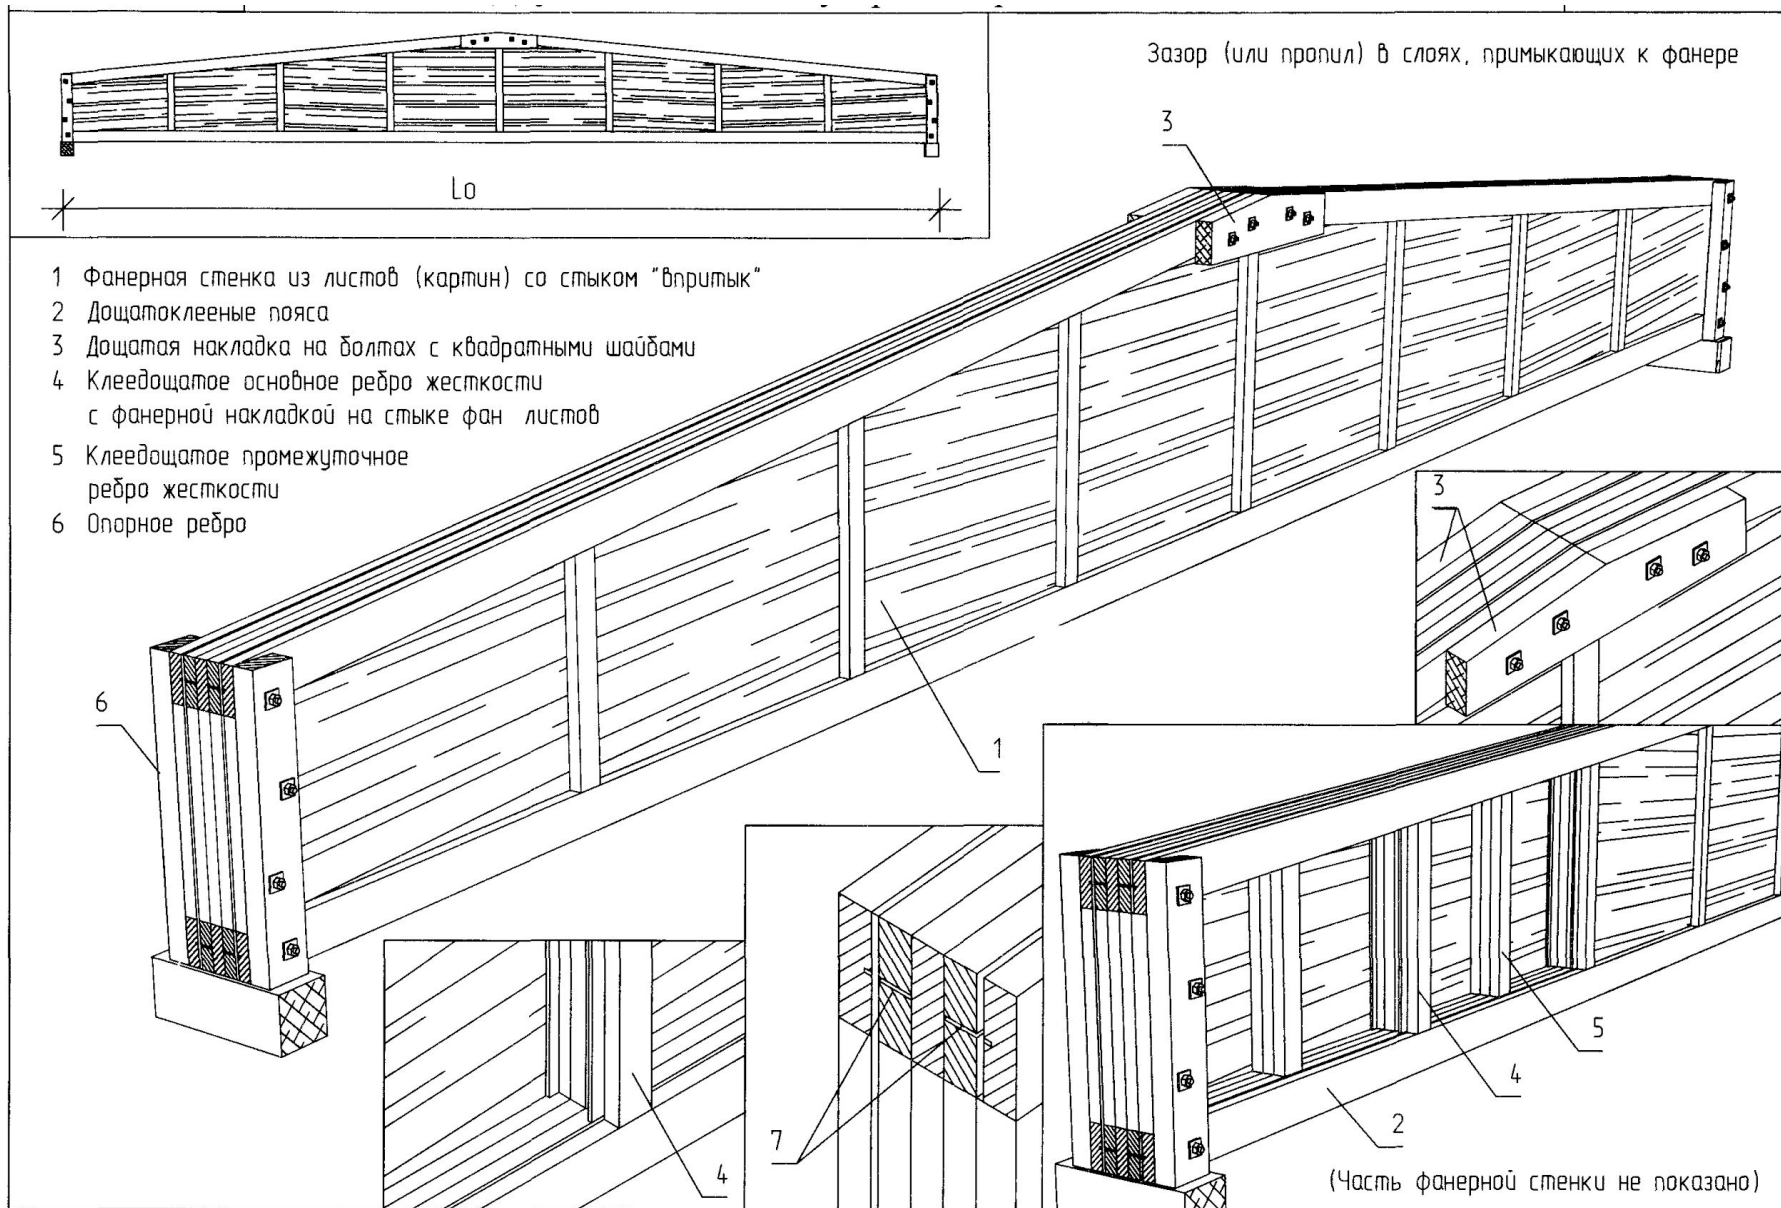 Lo
Зазор (или пропил) в слоях, примыкающих к фанере
3
1 Фанерная стенка из листов (картин) со стыком "впритык"
2 Дощатоклееные пояса
3 Дощатая накладка на болтах с квадратными шайбами
4 Клеедощатое основное ребро жесткости
с фанерной накладкой на стыке фан листов
5 Клеедощатое промежуточное
ребро жесткости
6 Опорное ребро
3
6
1
5
4
2
7
4
(Часть фанерной стенки не показано)